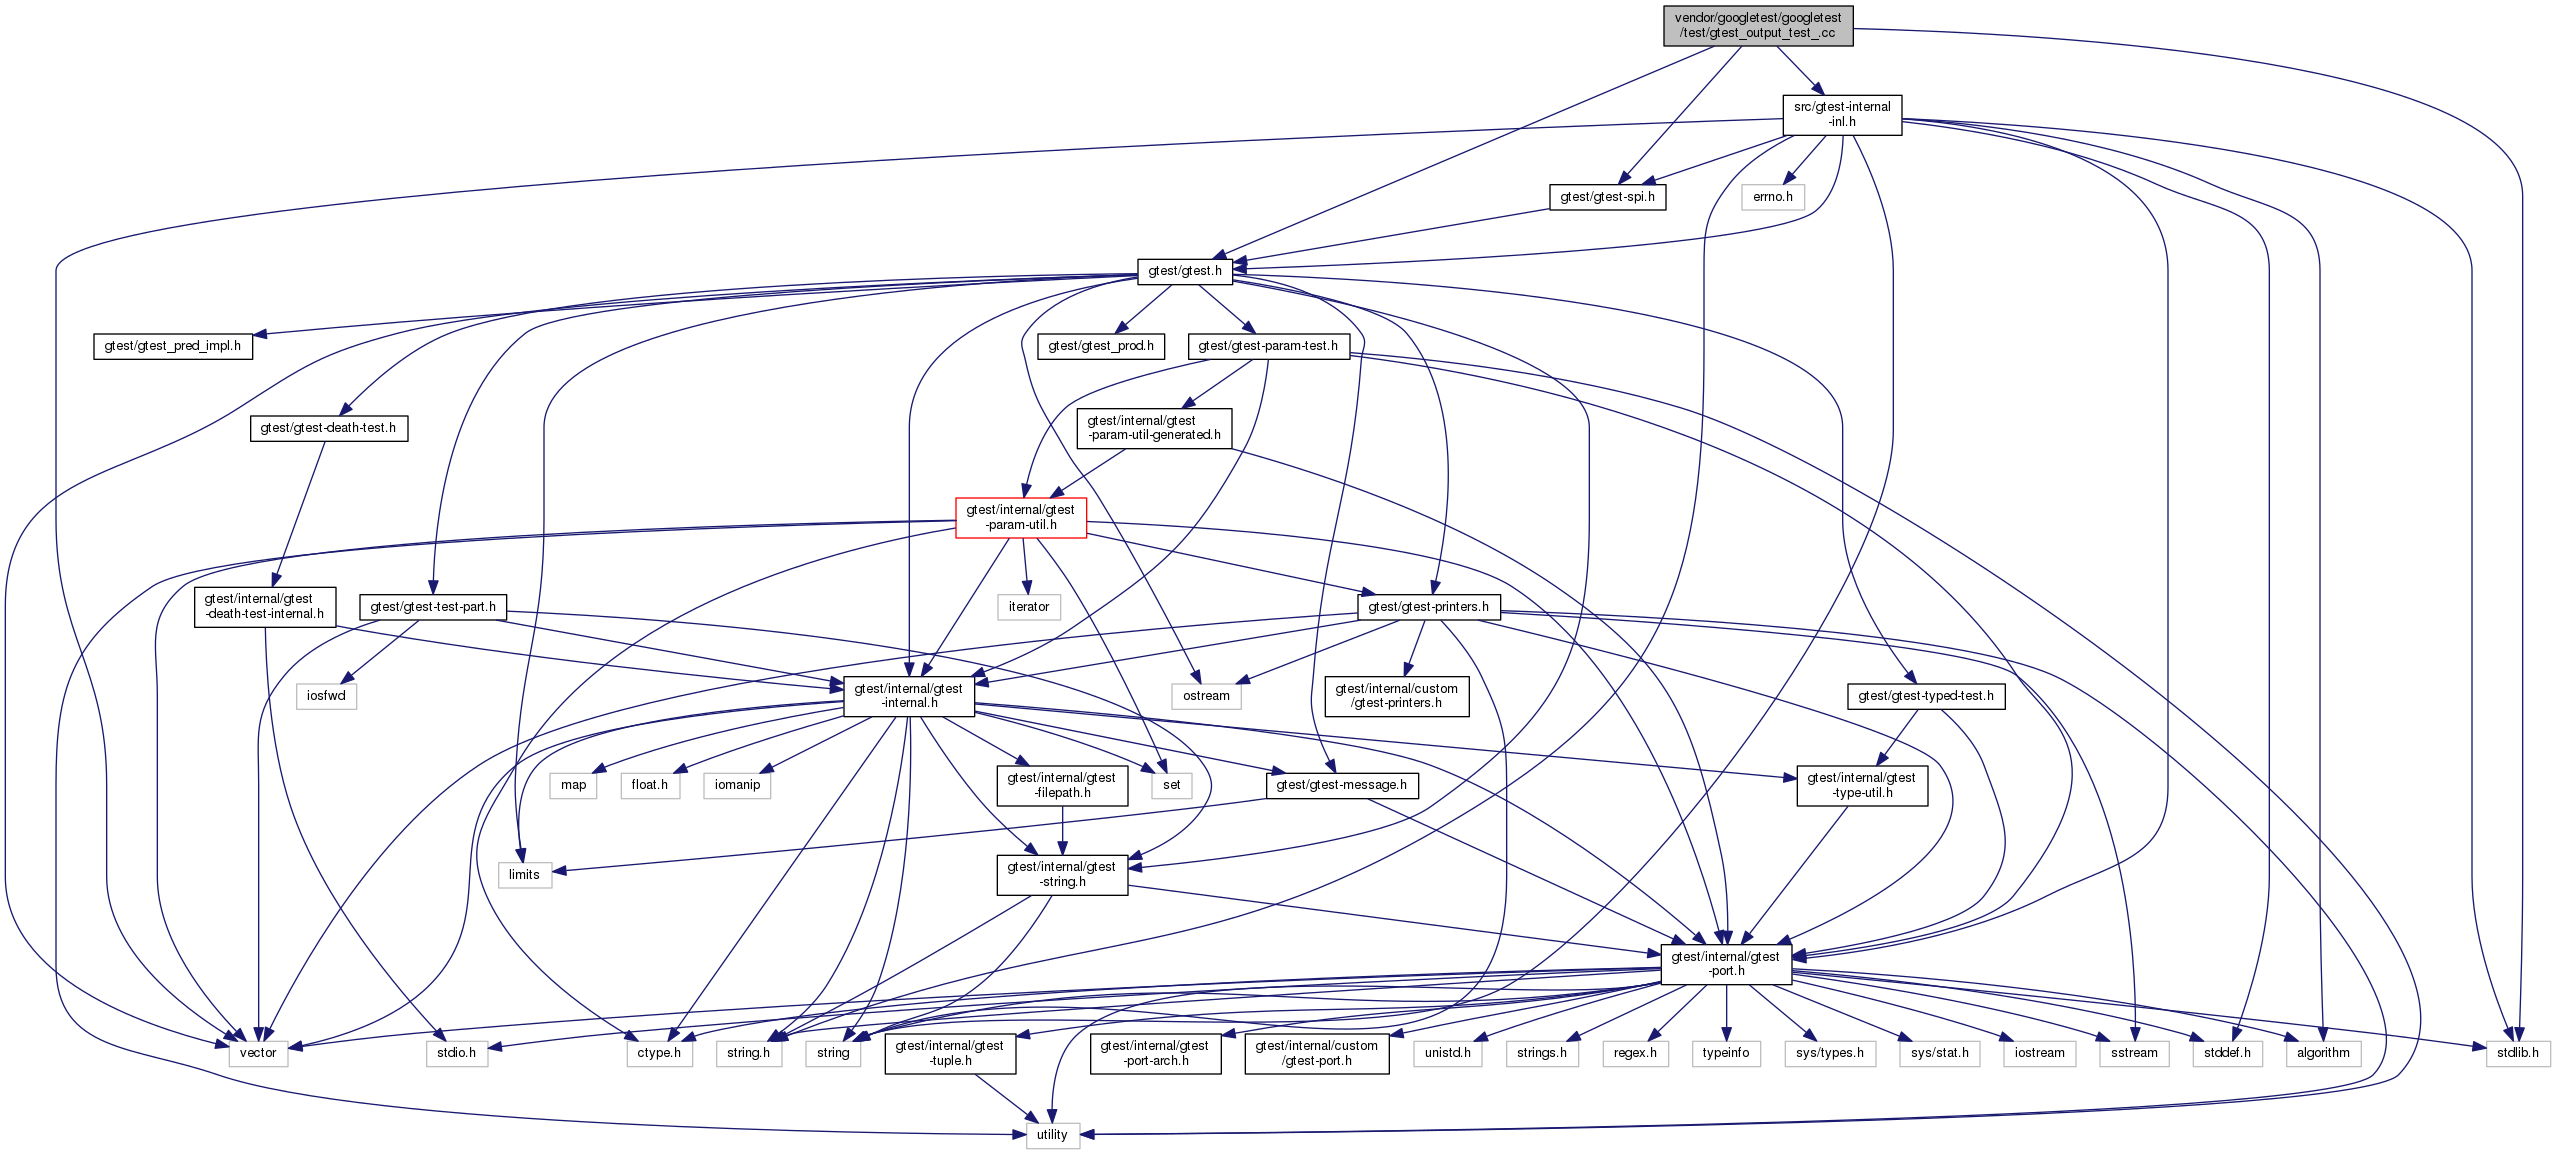 vendor/googletest/googletest
/test/gtest_output_test_.cc
src/gtest-internal
-inl.h
gtest/gtest-spi.h
errno.h
gtest/gtest.h
gtest/gtest_pred_impl.h
gtest/gtest_prod.h
gtest/gtest-param-test.h
gtest/gtest-death-test.h
gtest/internal/gtest
-param-util-generated.h
gtest/internal/gtest
-param-util.h
gtest/internal/gtest
-death-test-internal.h
gtest/gtest-test-part.h
iterator
gtest/gtest-printers.h
iosfwd
gtest/internal/gtest
-internal.h
ostream
gtest/internal/custom
/gtest-printers.h
gtest/gtest-typed-test.h
map
float.h
iomanip
gtest/internal/gtest
-filepath.h
set
gtest/gtest-message.h
gtest/internal/gtest
-type-util.h
limits
gtest/internal/gtest
-string.h
gtest/internal/gtest
-port.h
vector
stdio.h
ctype.h
string.h
string
gtest/internal/gtest
-tuple.h
gtest/internal/gtest
-port-arch.h
gtest/internal/custom
/gtest-port.h
unistd.h
strings.h
regex.h
typeinfo
sys/types.h
sys/stat.h
iostream
sstream
stddef.h
algorithm
stdlib.h
utility